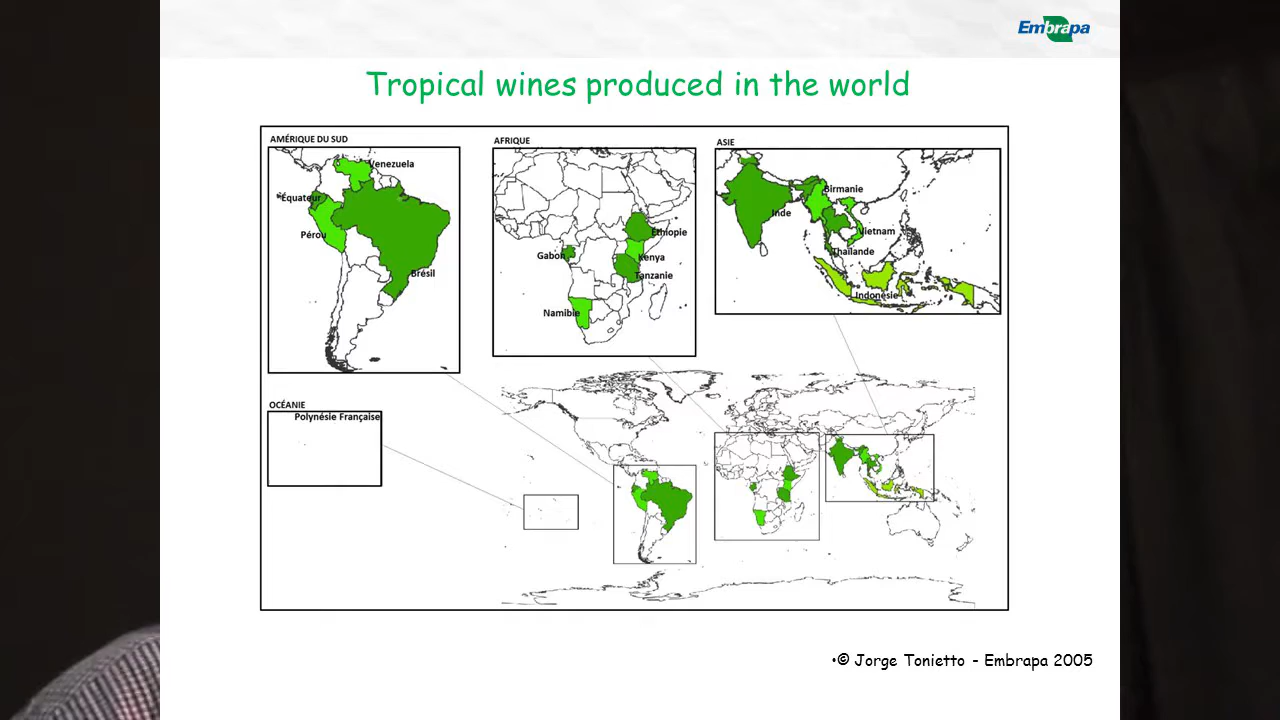 Embrapa
Tropical wines produced in the world
AMÉRIQUE DU SUD
Venezuela
Équateur
Pérou
Brésil
AFRIQUE
Éthiopie
Gabon
Kenya
Tanzanie
Namibie
ASIE
Birmanie
Inde
Vietnam
Thaïlande
Indonésie
OCÉANIE
Polynésie Française
•© Jorge Tonietto - Embrapa 2005